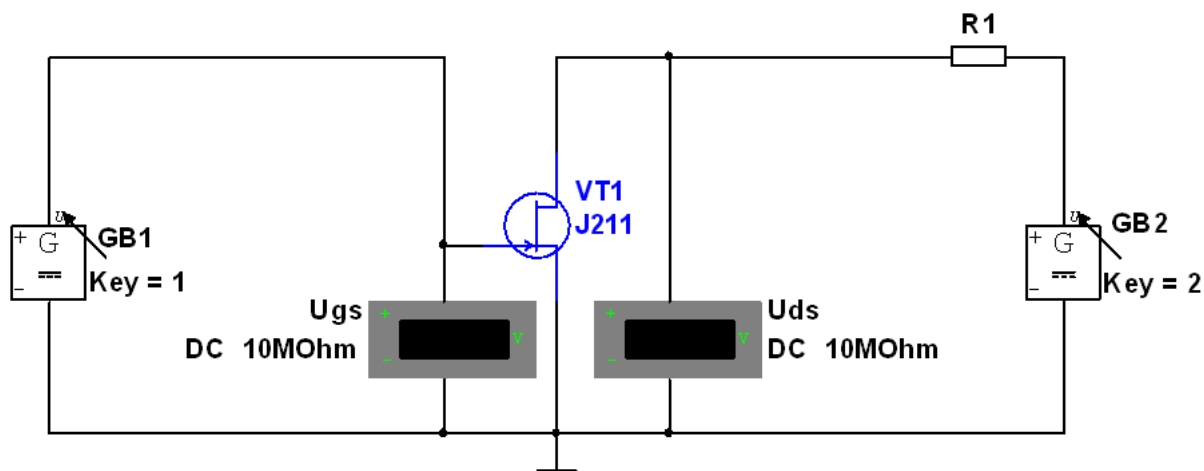 R1
VT1
J211
u
+ G
GB1
-
Key = 1
u
+ G
GB2
-
Key = 2
Ugs
+
V
-
DC 10MOhm
Uds
+
V
-
DC 10MOhm